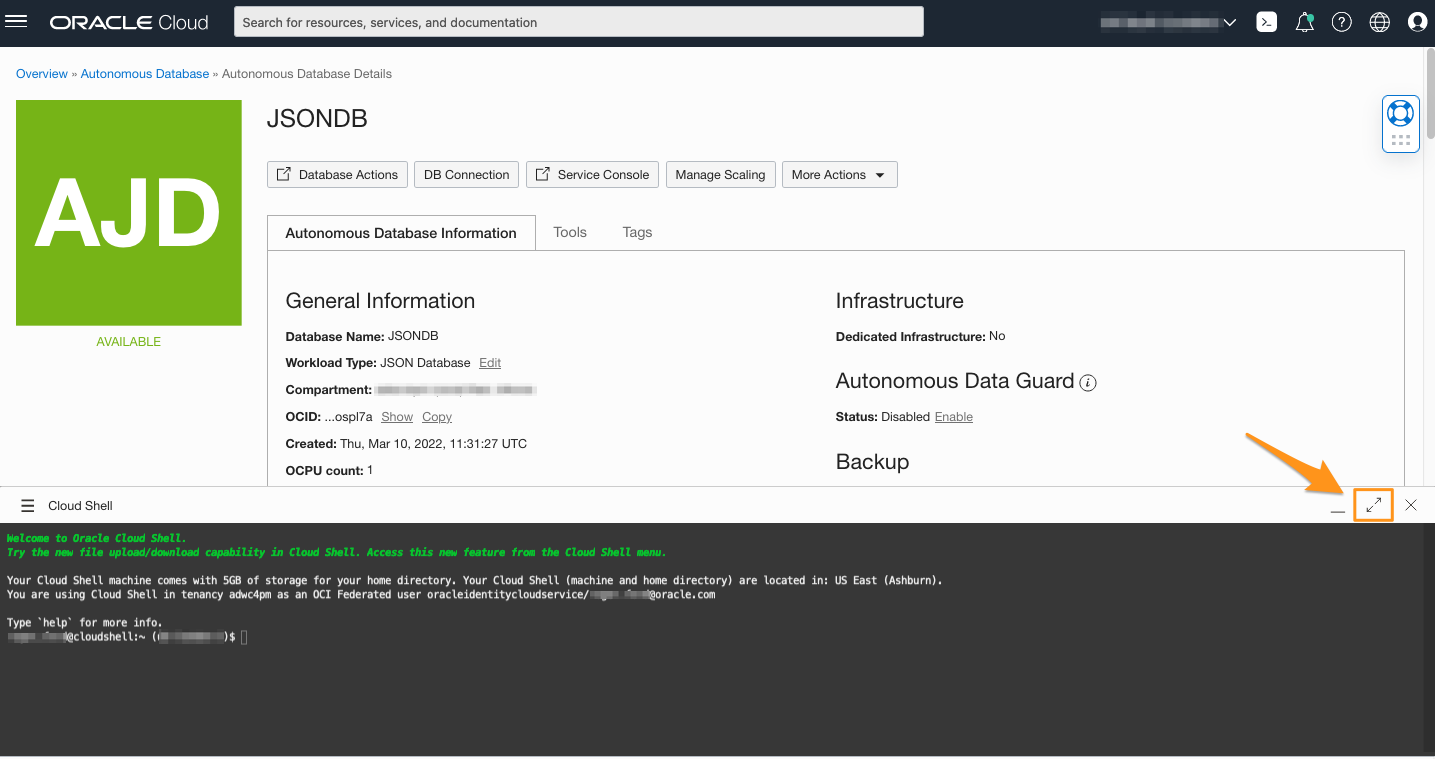 ORACLE Cloud
Search for resources, services, and documentation
Overview » Autonomous Database » Autonomous Database Details
AJD
AVAILABLE
JSONDB
Database Actions
DB Connection
Service Console
Manage Scaling
More Actions
Autonomous Database Information
Tools
Tags
General Information
Database Name: JSONDB
Workload Type: JSON Database Edit
Compartment:
OCID: ...ospl7a Show Copy
Created: Thu, Mar 10, 2022, 11:31:27 UTC
OCPU count: 1
Infrastructure
Dedicated Infrastructure: No
Autonomous Data Guard
Status: Disabled Enable
Backup
Cloud Shell
Welcome to Oracle Cloud Shell.
Try the new file upload/download capability in Cloud Shell. Access this new feature from the Cloud Shell menu.
Your Cloud Shell machine comes with 5GB of storage for your home directory. Your Cloud Shell (machine and home directory) are located in: US East (Ashburn).
You are using Cloud Shell in tenancy adwc4pm as an OCI Federated user oracleidentitycloudservice/@oracle.com
Type `help` for more info.
@cloudshell:~ ()$